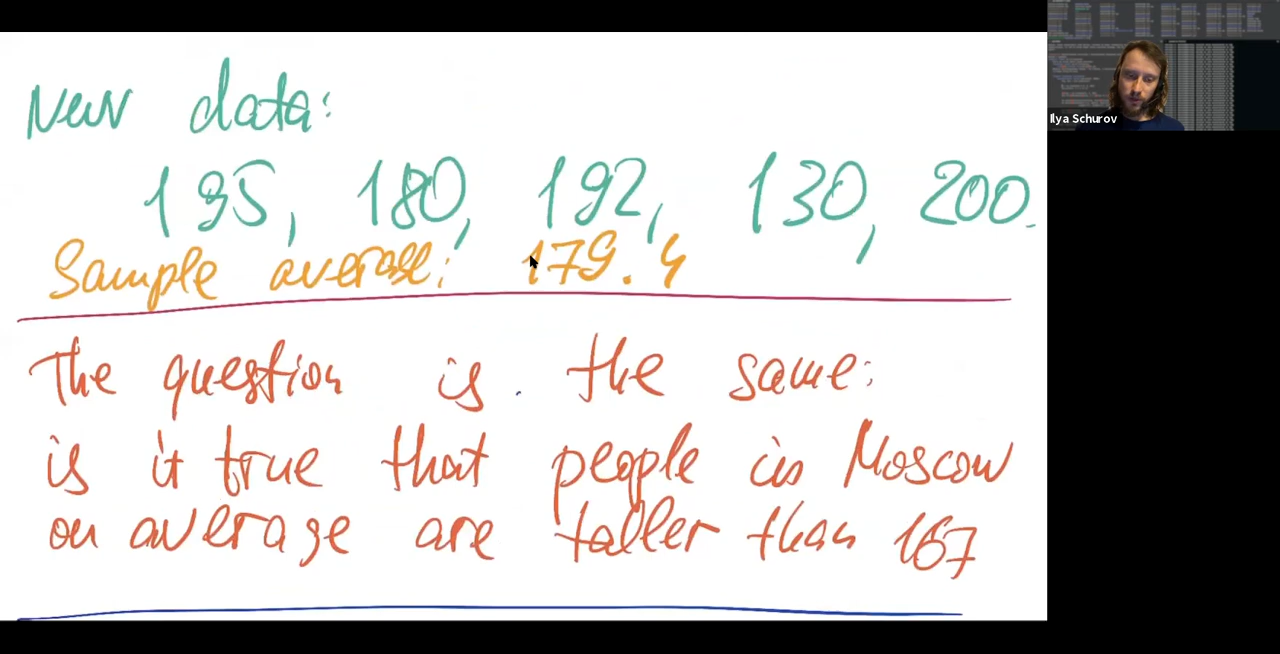 New data:
195, 180, 192, 130, 200.
Sample average: 179.4
The question is the same:
is it true that people in Moscow
on average are taller than 167
Ilya Schurov